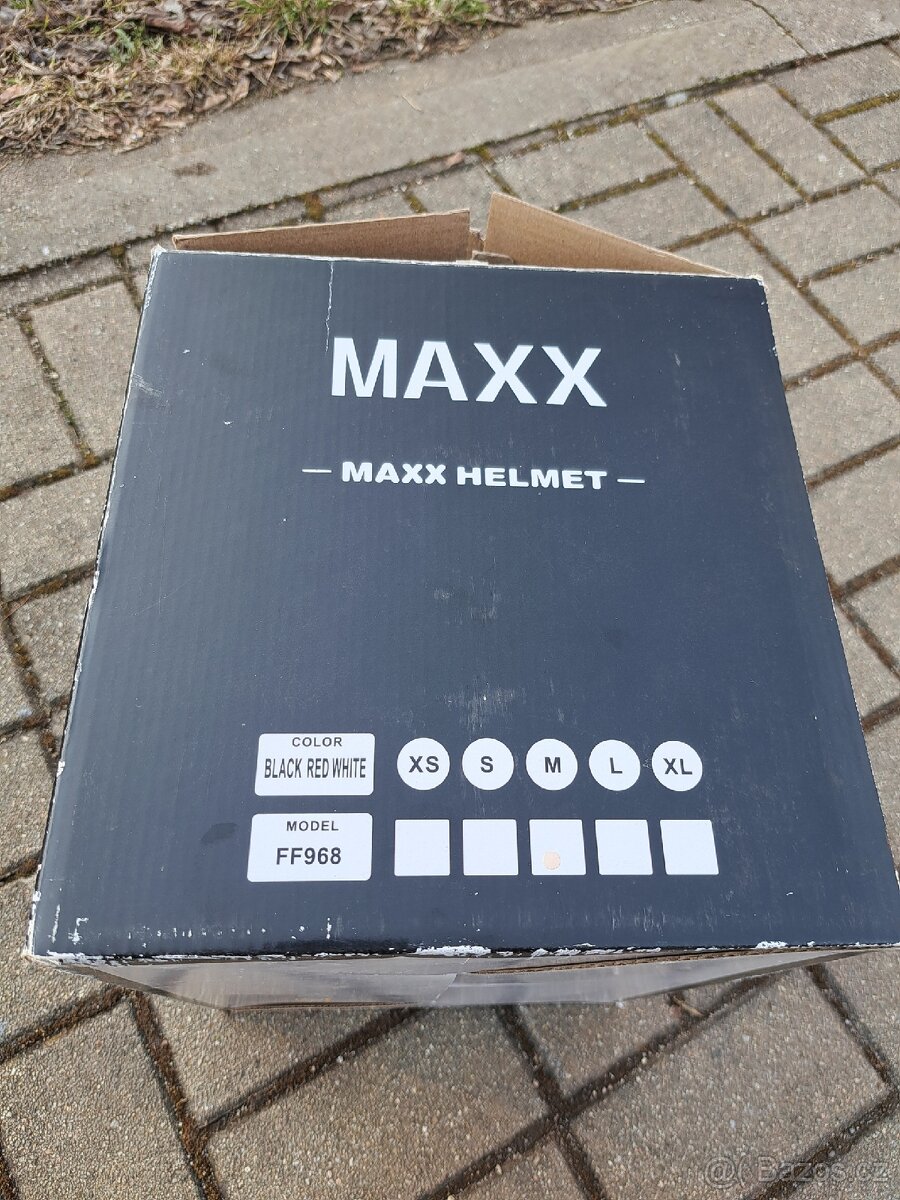 MAXX
— MAXX HELMET —
COLOR
BLACK RED WHITE
XS S M L XL
MODEL
FF968
@ Bazos.cz